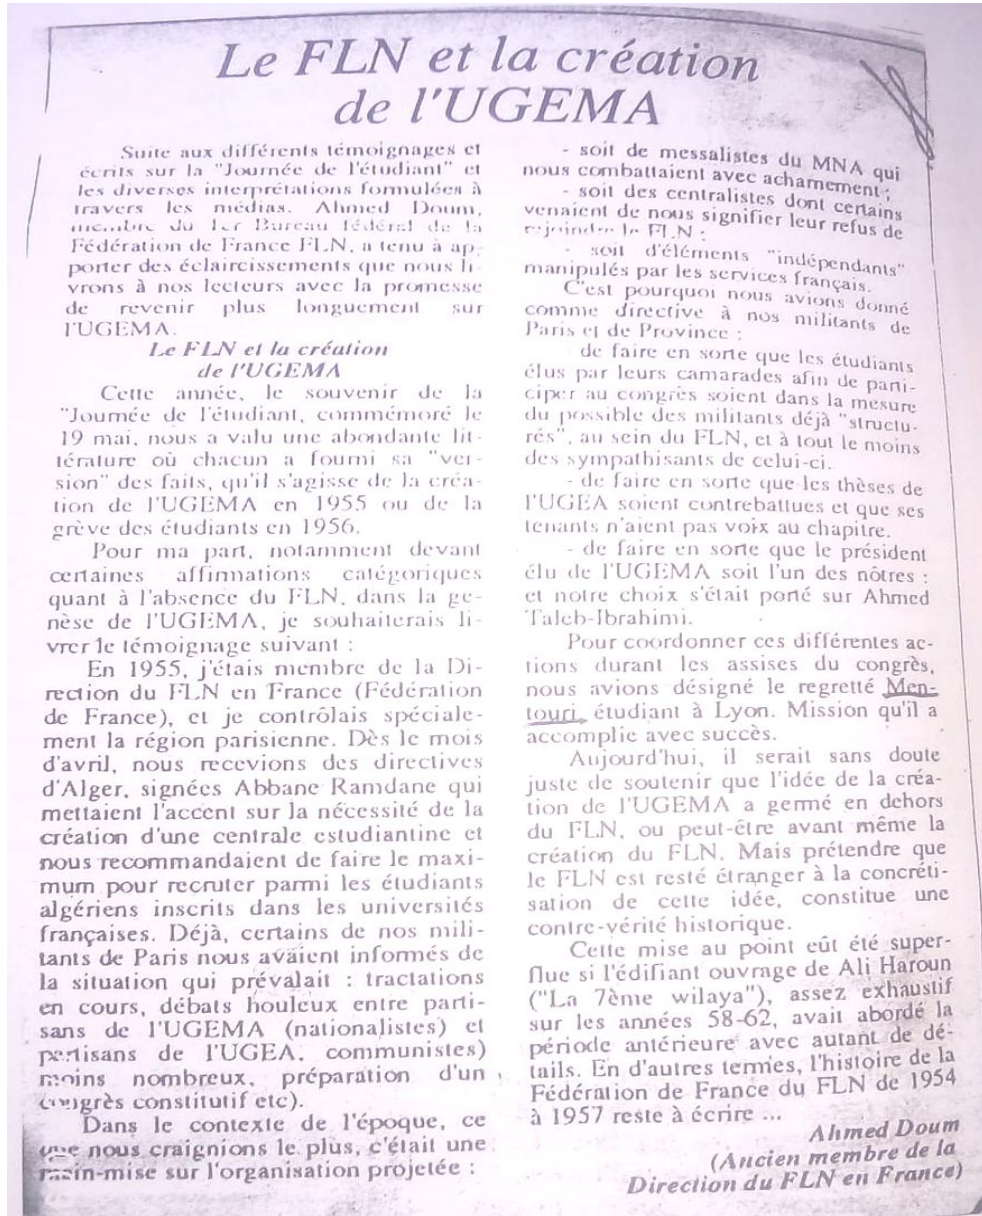 Le FLN et la création
de l'UGEMA
Suite aux différents témoignages et
écrits sur la "Journée de l'étudiant" et
les diverses interprétations formulées à
travers les médias. Ahmed Doum,
membre du 1er Bureau fédéral de la
Fédération de France FLN, a tenu à ap-
porter des éclaircissements que nous li-
vrons à nos lecteurs avec la promesse
de revenir plus longuement sur
l'UGEMA.
Le FLN et la création
de l'UGEMA
Cette année, le souvenir de la
"Journée de l'étudiant, commémoré le
19 mai, nous a valu une abondante lit-
térature où chacun a fourni sa "ver-
sion" des faits, qu'il s'agisse de la créa-
tion de l'UGEMA en 1955 ou de la
grève des étudiants en 1956.
Pour ma part, notamment devant
certaines affirmations catégoriques
quant à l'absence du FLN, dans la ge-
nèse de l'UGEMA, je souhaiterais li-
vrer le témoignage suivant :
En 1955, j'étais membre de la Di-
rection du FLN en France (Fédération
de France), et je contrôlais spéciale-
ment la région parisienne. Dès le mois
d'avril, nous recevions des directives
d'Alger, signées Abbane Ramdane qui
mettaient l'accent sur la nécessité de la
création d'une centrale estudiantine et
nous recommandaient de faire le maxi-
mum pour recruter parmi les étudiants
algériens inscrits dans les universités
françaises. Déjà, certains de nos mili-
tants de Paris nous avaient informés de
la situation qui prévalait : tractations
en cours, débats houleux entre parti-
sans de l'UGEMA (nationalistes) et
partisans de l'UGEA, communistes)
moins nombreux, préparation d'un
congrès constitutif etc).
Dans le contexte de l'époque, ce
que nous craignions le plus, c'était une
main-mise sur l'organisation projetée :
- soit de messalistes du MNA qui
nous combattaient avec acharnement ;
- soit des centralistes dont certains
venaient de nous signifier leur refus de
rejoindre le FLN :
- soit d'éléments "indépendants"
manipulés par les services français.
C'est pourquoi nous avions donné
comme directive à nos militants de
Paris et de Province :
de faire en sorte que les étudiants
élus par leurs camarades afin de parti-
ciper au congrès soient dans la mesure
du possible des militants déjà "structu-
rés", au sein du FLN, et à tout le moins
des sympathisants de celui-ci.
- de faire en sorte que les thèses de
l'UGEA soient contrebattues et que ses
tenants n'aient pas voix au chapitre.
- de faire en sorte que le président
élu de l'UGEMA soit l'un des nôtres :
et notre choix s'était porté sur Ahmed
Taleb-Ibrahimi.
Pour coordonner ces différentes ac-
tions durant les assises du congrès,
nous avions désigné le regretté Men-
touri, étudiant à Lyon. Mission qu'il a
accomplie avec succès.
Aujourd'hui, il serait sans doute
juste de soutenir que l'idée de la créa-
tion de l'UGEMA a germé en dehors
du FLN, ou peut-être avant même la
création du FLN. Mais prétendre que
le FLN est resté étranger à la concréti-
sation de cette idée, constitue une
contre-vérité historique.
Cette mise au point eût été super-
flue si l'édifiant ouvrage de Ali Haroun
("La 7ème wilaya"), assez exhaustif
sur les années 58-62, avait abordé la
période antérieure avec autant de dé-
tails. En d'autres termes, l'histoire de la
Fédération de France du FLN de 1954
à 1957 reste à écrire ...
Ahmed Doum
(Ancien membre de la
Direction du FLN en France)